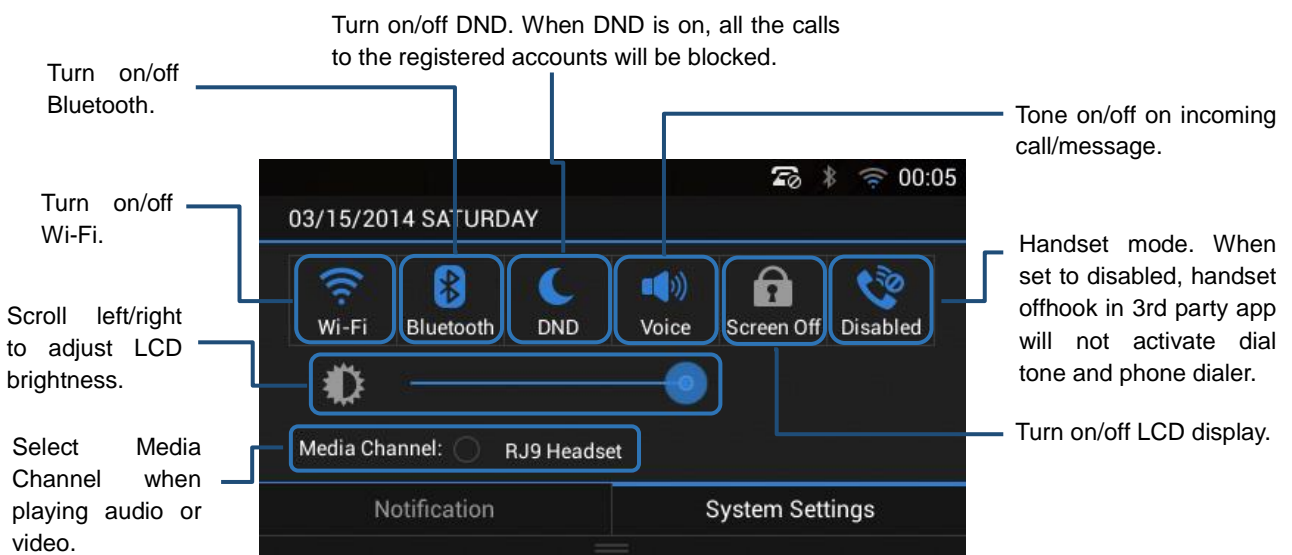 Turn on/off DND. When DND is on, all the calls
to the registered accounts will be blocked.
Turn on/off
Bluetooth.
Tone on/off on incoming
call/message.
Turn on/off
Wi-Fi.
00:05
03/15/2014 SATURDAY
Wi-Fi
Bluetooth
DND
Voice
Screen Off
Disabled
Handset mode. When
set to disabled, handset
offhook in 3rd party app
will not activate dial
tone and phone dialer.
Scroll left/right
to adjust LCD
brightness.
Turn on/off LCD display.
Select Media
Channel when
playing audio or
video.
Media Channel: RJ9 Headset
Notification
System Settings